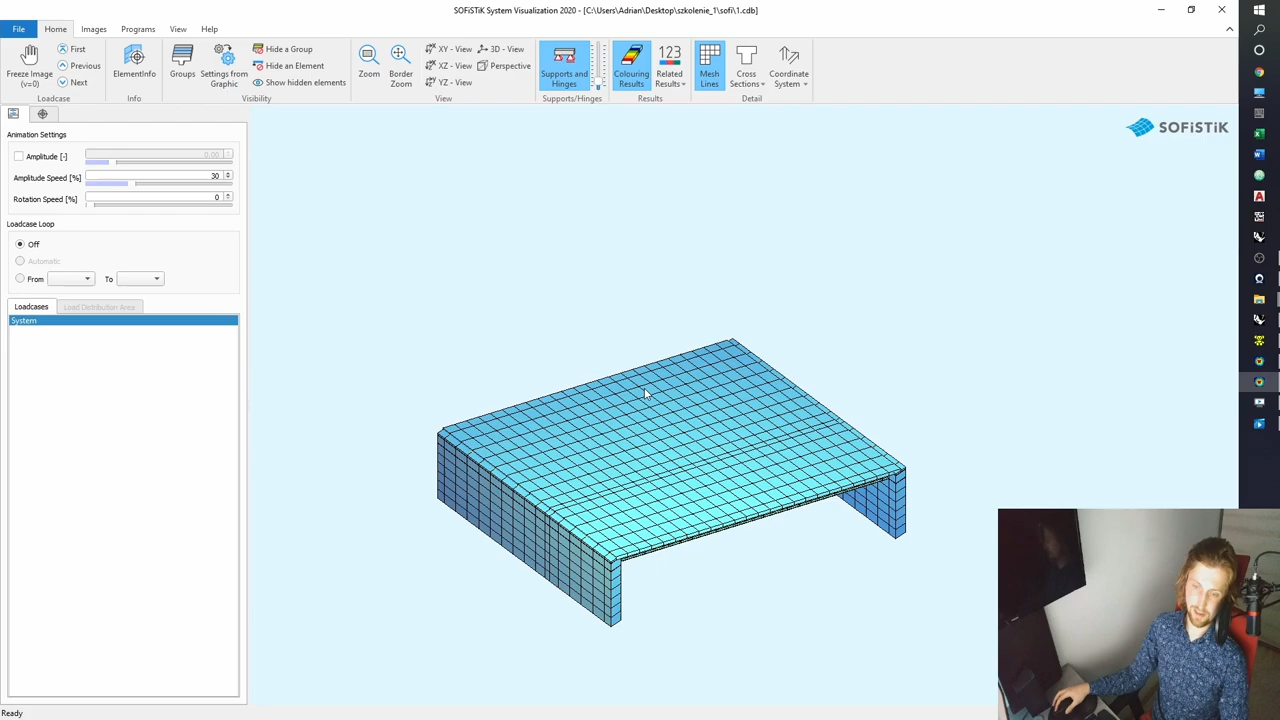 SOFiSTiK System Visualization 2020 - [C:\Users\Adrian\Desktop\szkolenie_1\sofi\1.cdb]
File
Home
Images
Programs
View
Help
Freeze Image
(v=0)
First
Previous
Next
Loadcase
ElementInfo
Info
Groups
Settings from
Graphic
Hide a Group
Hide an Element
Show hidden elements
Visibility
Zoom
Border
Zoom
XY - View
XZ - View
YZ - View
3D - View
Perspective
View
Supports and
Hinges
Supports/Hinges
Colouring
Results
123
Related
Results
Results
Mesh
Lines
Cross
Sections
Coordinate
System
Detail
SOFiSTiK
Animation Settings
Amplitude [-]
0.00
Amplitude Speed [%]
30
Rotation Speed [%]
0
Loadcase Loop
Off
Automatic
From
To
Loadcases
Load Distribution Area
System
Ready